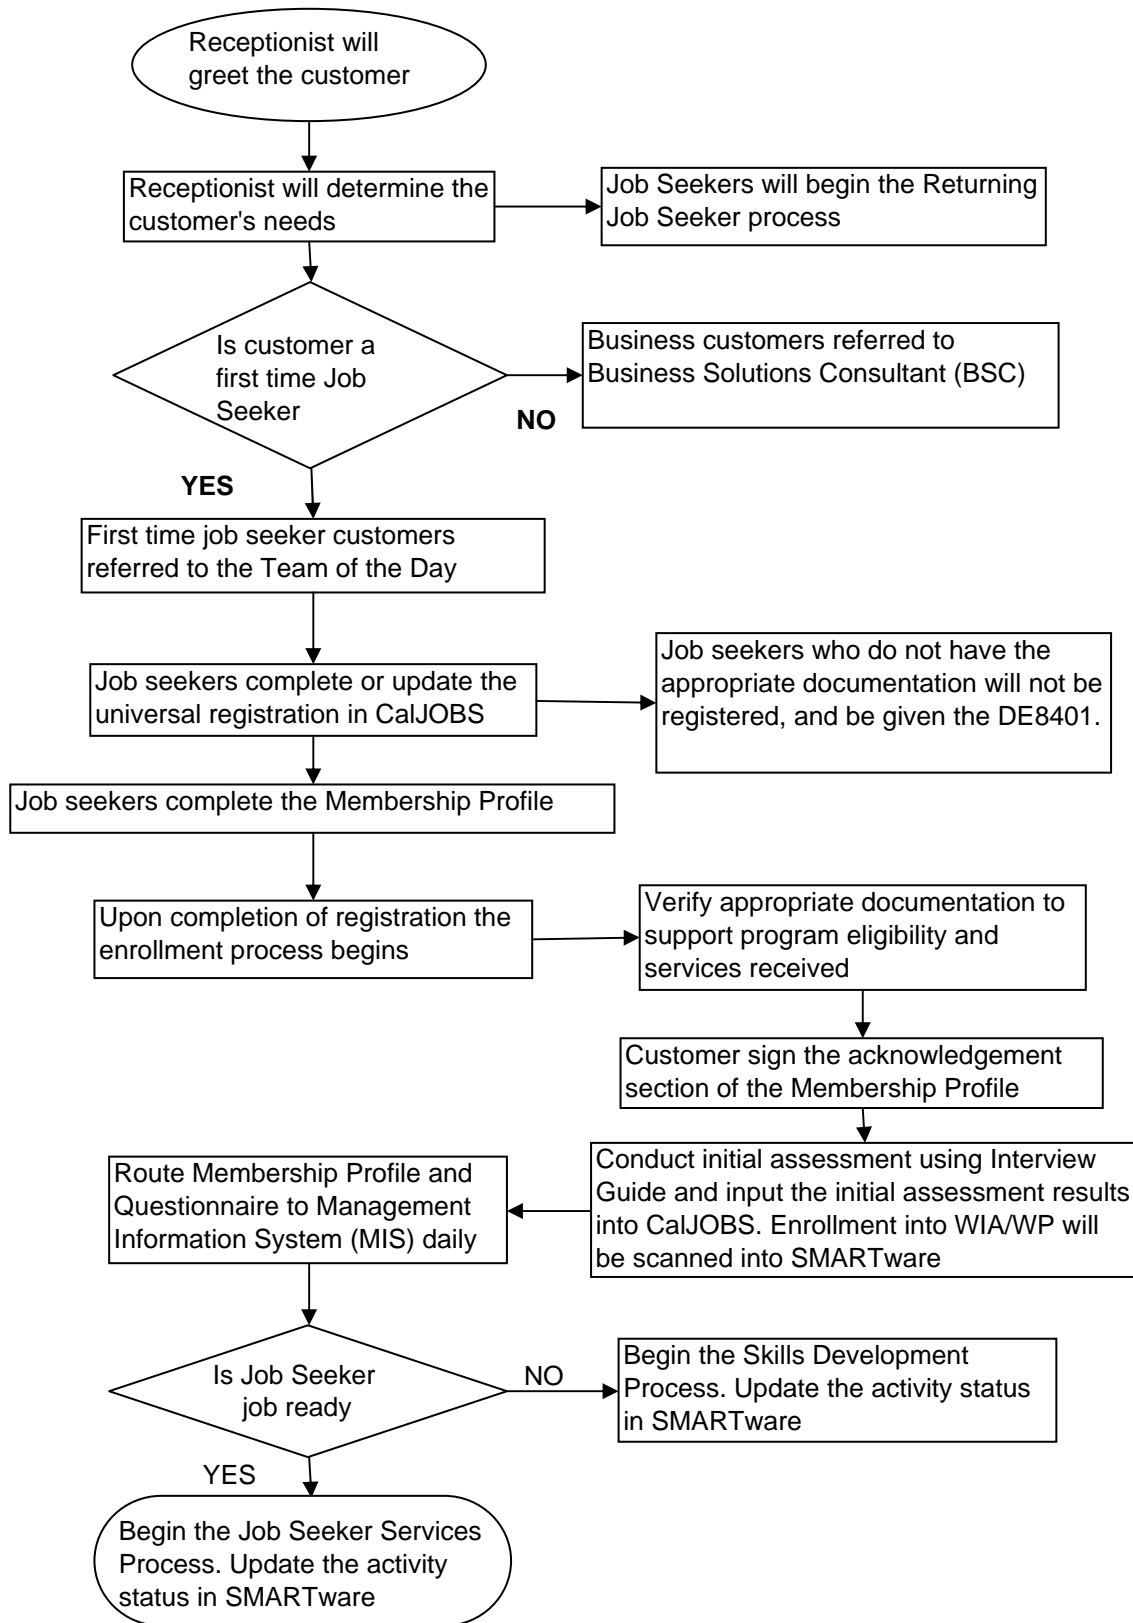 Receptionist will
greet the customer
Receptionist will determine the
customer's needs
Job Seekers will begin the Returning
Job Seeker process
Is customer a
first time Job
Seeker
Business customers referred to
Business Solutions Consultant (BSC)
NO
YES
First time job seeker customers
referred to the Team of the Day
Job seekers complete or update the
universal registration in CalJOBS
Job seekers who do not have the
appropriate documentation will not be
registered, and be given the DE8401.
Job seekers complete the Membership Profile
Upon completion of registration the
enrollment process begins
Verify appropriate documentation to
support program eligibility and
services received
Customer sign the acknowledgement
section of the Membership Profile
Conduct initial assessment using Interview
Guide and input the initial assessment results
into CalJOBS. Enrollment into WIA/WP will
be scanned into SMARTware
Route Membership Profile and
Questionnaire to Management
Information System (MIS) daily
Is Job Seeker
job ready
NO
Begin the Skills Development
Process. Update the activity status
in SMARTware
YES
Begin the Job Seeker Services
Process. Update the activity
status in SMARTware